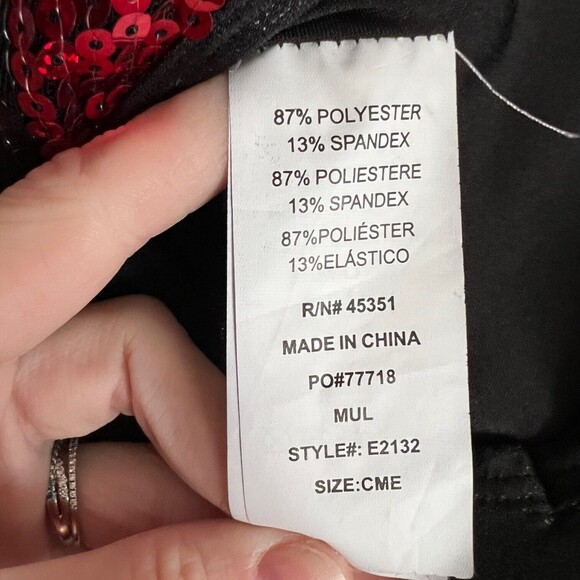 87% POLYESTER
13% SPANDEX
87% POLIESTERE
13% SPANDEX
87%POLIÉSTER
13%ELÁSTICO
R/N# 45351
MADE IN CHINA
PO#77718
MUL
STYLE#: E2132
SIZE:CME